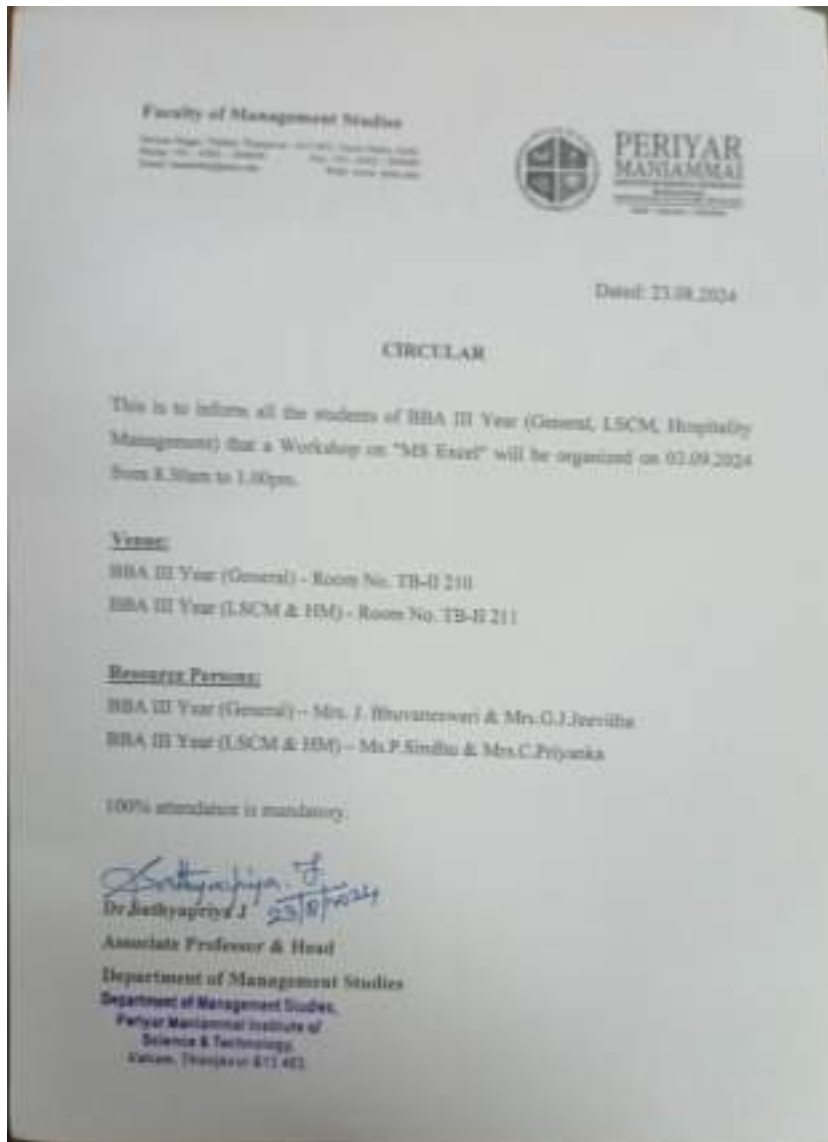 Faculty of Management Studies
PERIYAR
MANIAMMAI
Dated: 23.08.2024
CIRCULAR
This is to inform all the students of BBA III Year (General, LSCM, Hospitality
Management) that a Workshop on "MS Excel" will be organized on 02.09.2024
from 8.50am to 1.00pm.
Venue:
BBA III Year (General) - Room No. TB-II 210
BBA III Year (LSCM & HM) - Room No. TB-II 211
Resource Persons:
BBA III Year (General) – Mrs. J. Bhuvaneswari & Mrs.G.J.Jeevitha
BBA III Year (LSCM & HM) – Ms.P.Sindhu & Mrs.C.Priyanka
100% attendance is mandatory.
Sathyapriya. J
23/8/2024
Dr.Sathyapriya J
Associate Professor & Head
Department of Management Studies
Department of Management Studies,
Periyar Maniammai Institute of
Science & Technology,
Vallam, Thanjavur 613 403